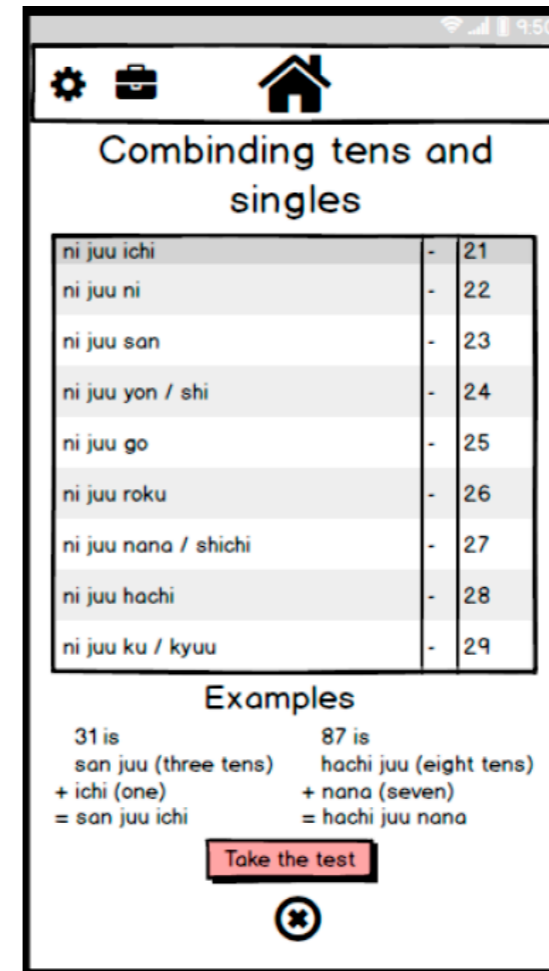 9:50
Combinding tens and
singles
ni juu ichi - 21
ni juu ni - 22
ni juu san - 23
ni juu yon / shi - 24
ni juu go - 25
ni juu roku - 26
ni juu nana / shichi - 27
ni juu hachi - 28
ni juu ku / kyuu - 29
Examples
31 is
san juu (three tens)
+ ichi (one)
= san juu ichi
87 is
hachi juu (eight tens)
+ nana (seven)
= hachi juu nana
Take the test